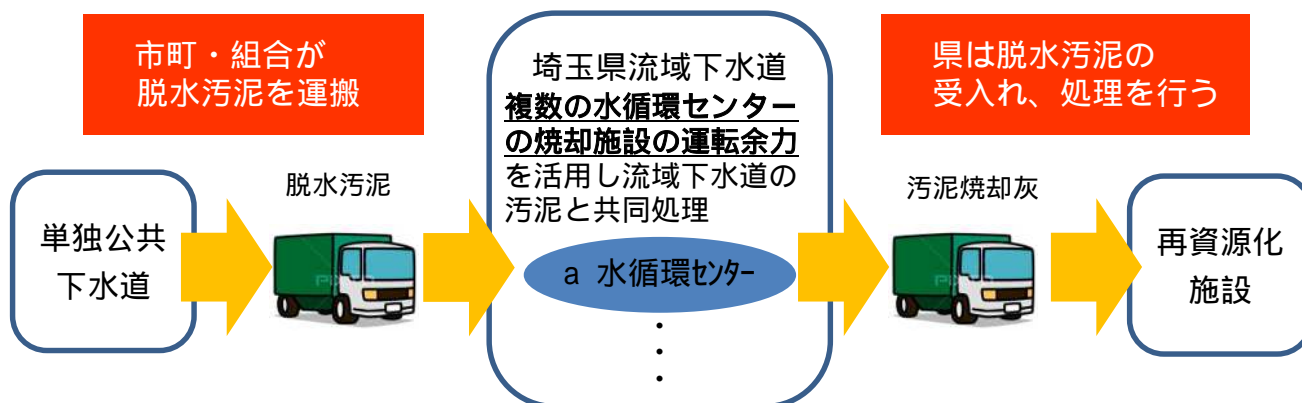 市町・組合が
脱水汚泥を運搬
埼玉県流域下水道
複数の水循環センター
の焼却施設の運転余力
を活用し流域下水道の
汚泥と共同処理
県は脱水汚泥の
受入れ、処理を行う
単独公共
下水道
脱水汚泥
a 水循環センター
・
・
・
汚泥焼却灰
再資源化
施設